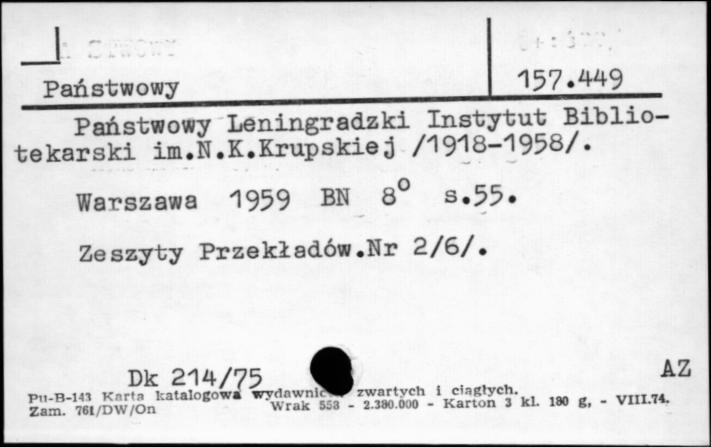 Państwowy
157.449
Państwowy Leningradzki Instytut Biblio-
tekarski im.N.K.Krupskiej /1918-1958/.
Warszawa 1959 BN 8° s.55.
Zeszyty Przekładów.Nr 2/6/.
Dk 214/75
AZ
Pu-B-143 Karta katalogowa wydawnic zwartych i ciągłych.
Zam. 761/DW/On Wrak 558 - 2.380.000 - Karton 3 kl. 180 g, - VIII.74.